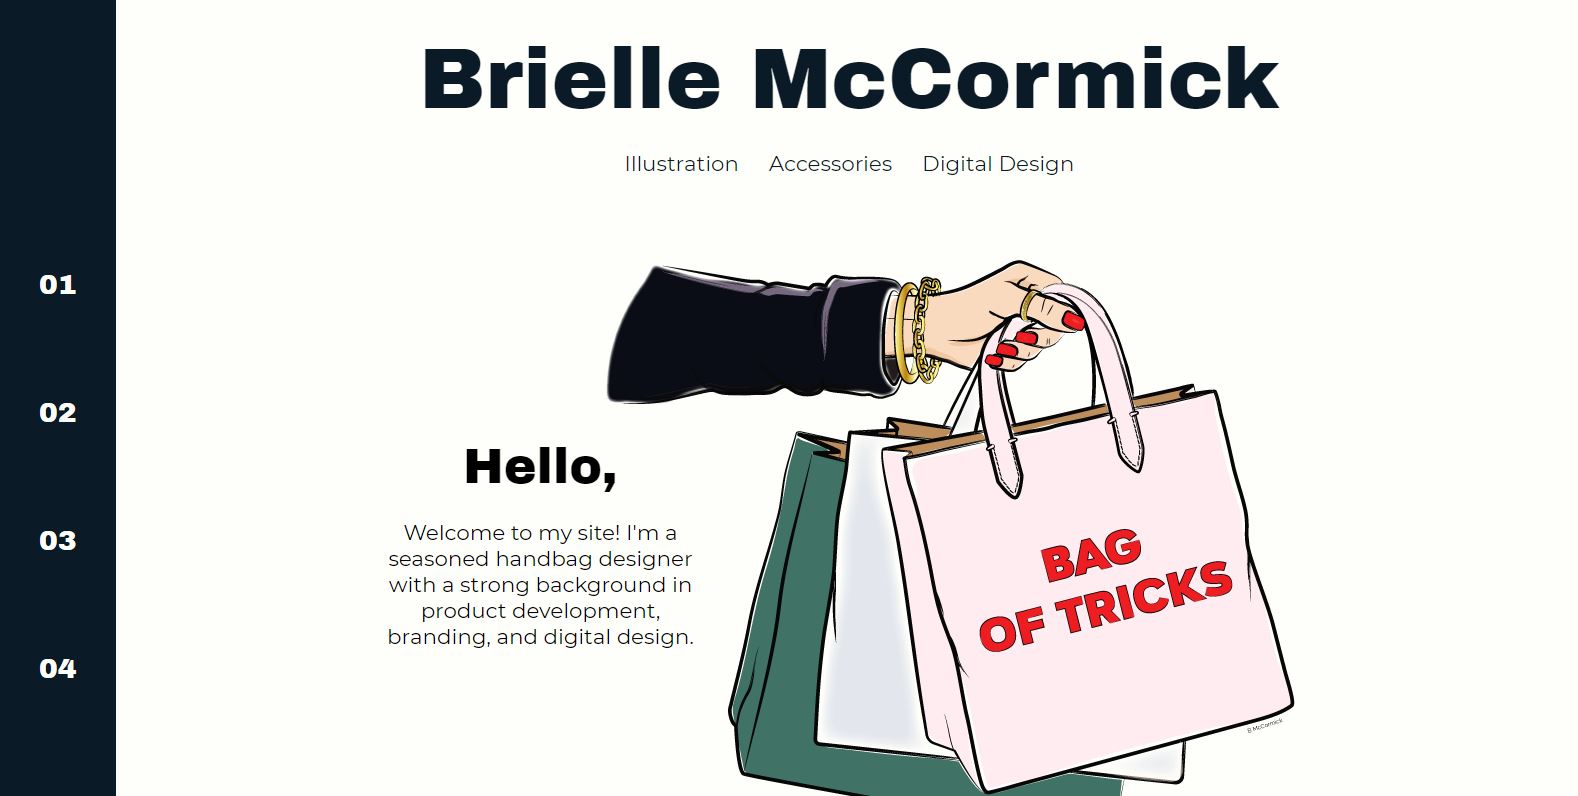 Brielle McCormick
Illustration Accessories Digital Design
01
02
03
04
Hello,
Welcome to my site! I'm a
seasoned handbag designer
with a strong background in
product development,
branding, and digital design.
BAG
OF TRICKS
B McCormick